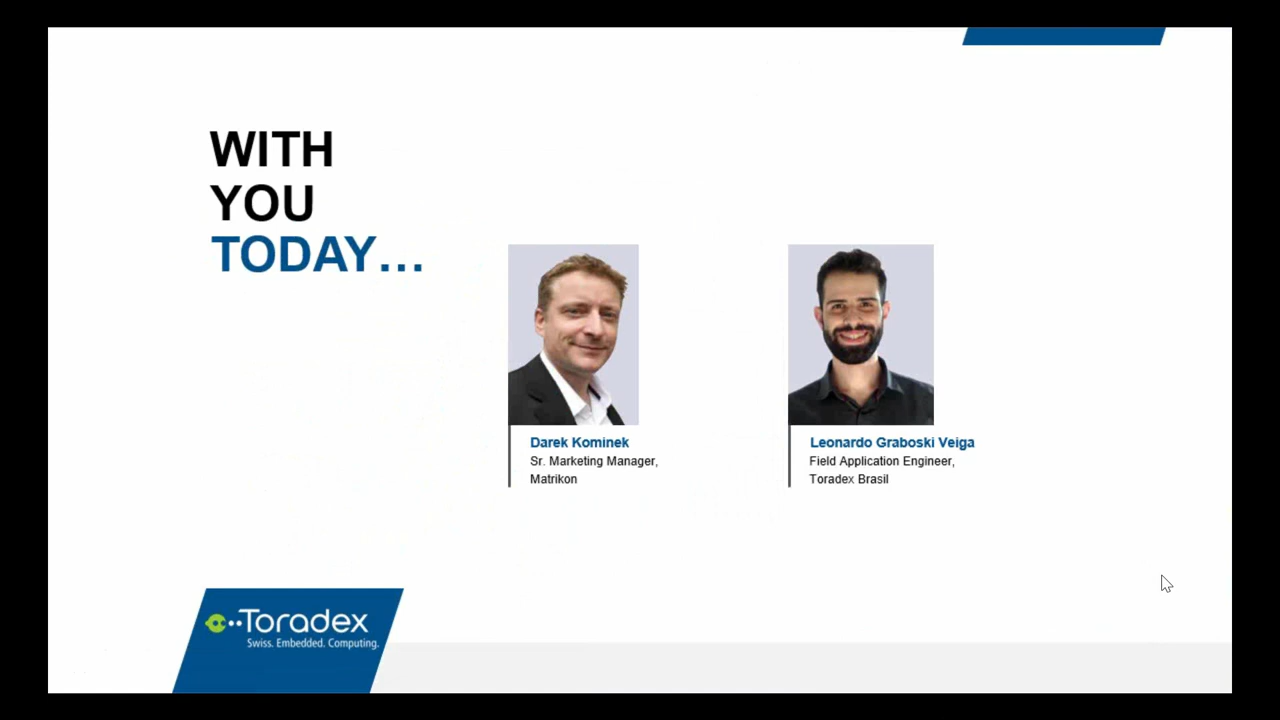 WITH
YOU
TODAY...
Darek Kominek
Sr. Marketing Manager,
Matrikon
Leonardo Graboski Veiga
Field Application Engineer,
Toradex Brasil
Toradex
Swiss. Embedded. Computing.